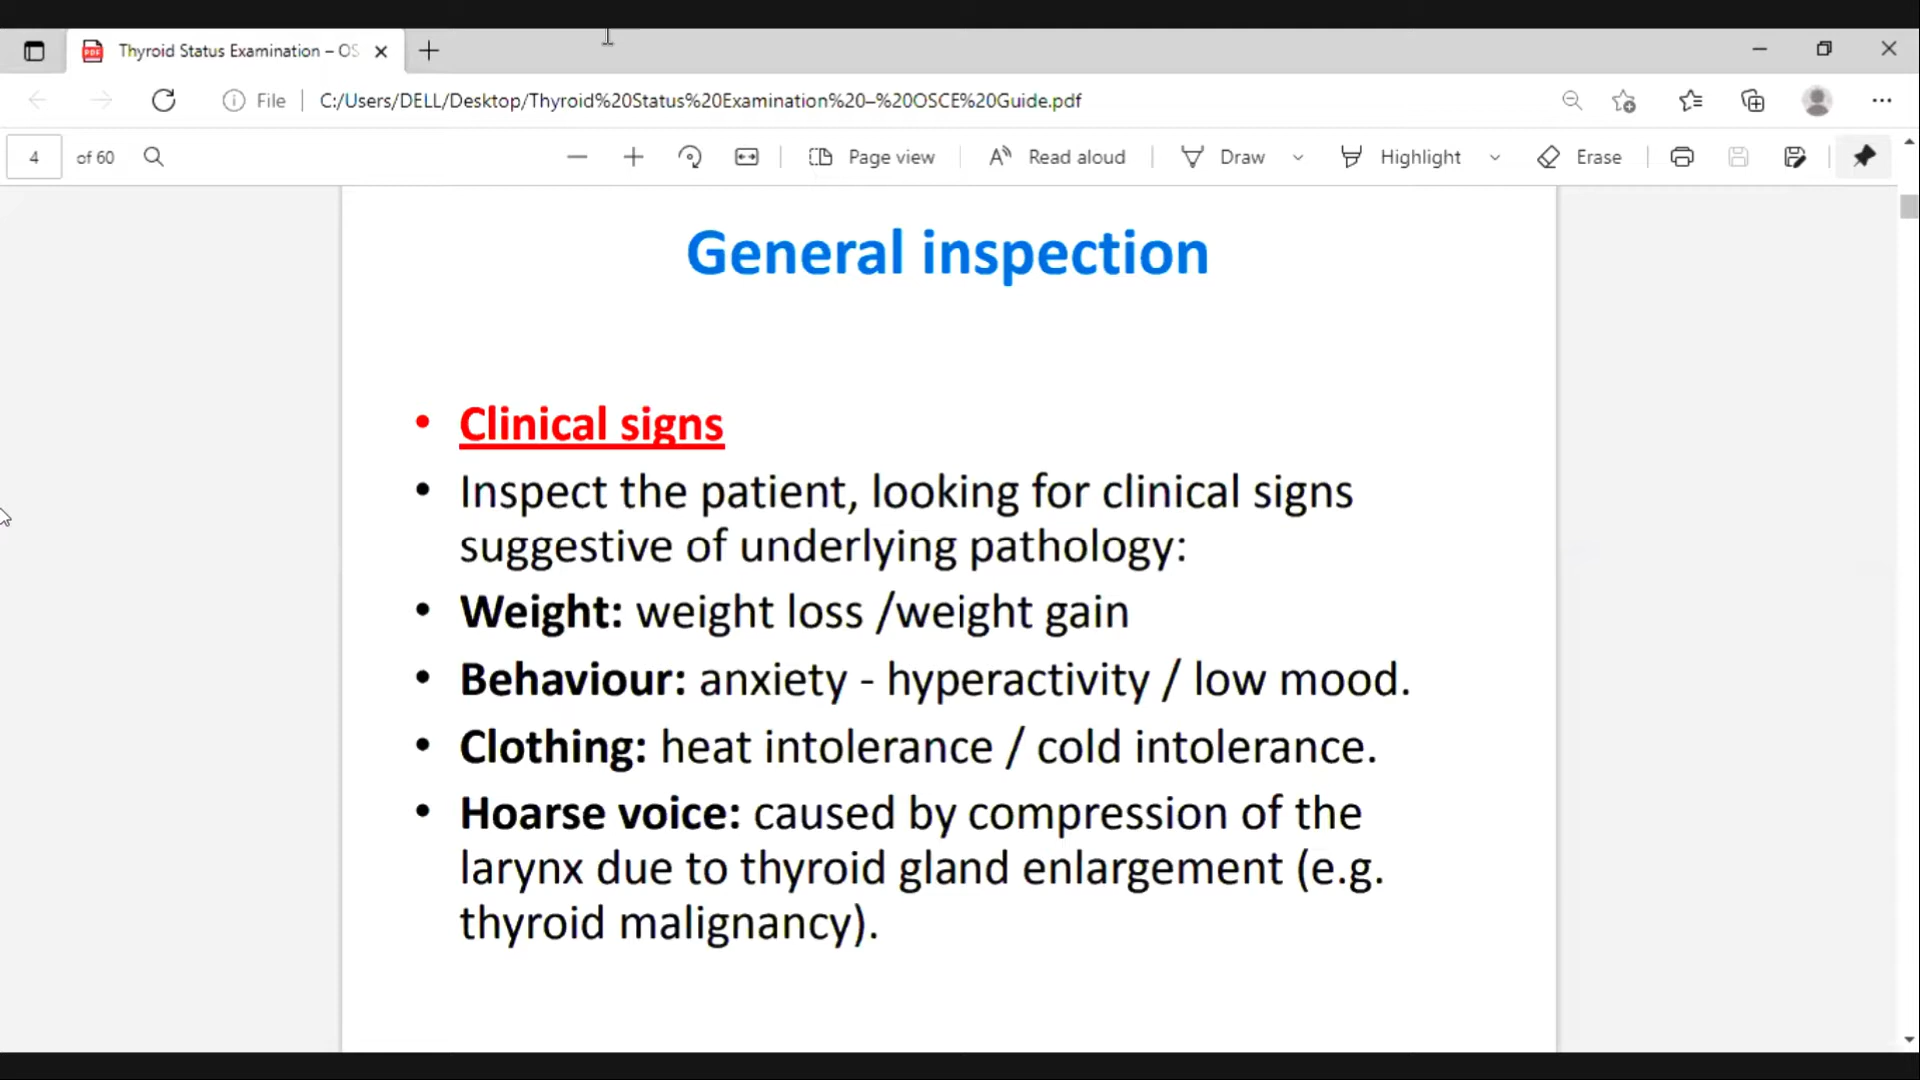 Thyroid Status Examination – OS
File
C:/Users/DELL/Desktop/Thyroid%20Status%20Examination%20–%20OSCE%20Guide.pdf
4 of 60
Page view
Read aloud
Draw
Highlight
Erase
General inspection
• Clinical signs
• Inspect the patient, looking for clinical signs
suggestive of underlying pathology:
• Weight: weight loss /weight gain
• Behaviour: anxiety - hyperactivity / low mood.
• Clothing: heat intolerance / cold intolerance.
• Hoarse voice: caused by compression of the
larynx due to thyroid gland enlargement (e.g.
thyroid malignancy).